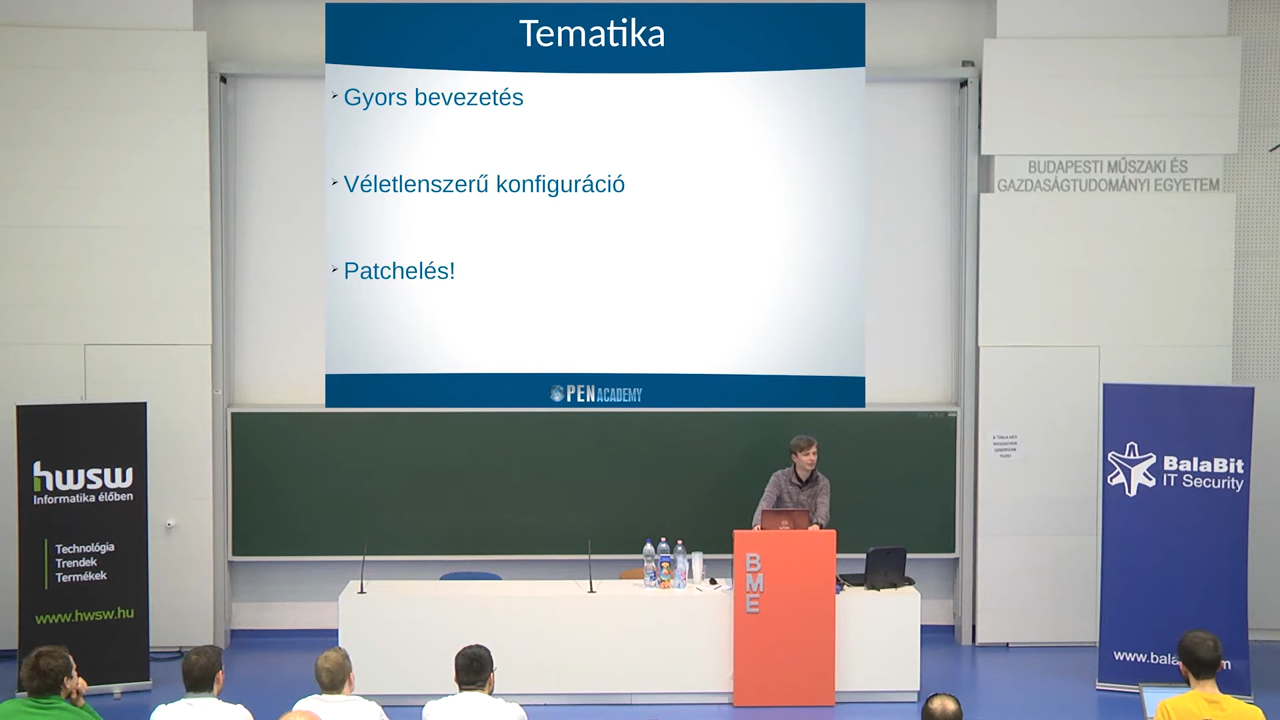 Tematika
Gyors bevezetés
Véletlenszerű konfiguráció
Patchelés!
PEN ACADEMY
BUDAPESTI MŰSZAKI ÉS
GAZDASÁGTUDOMÁNYI EGYETEM
hwsw
Informatika élőben
Technológia
Trendek
Termékek
www.hwsw.hu
BME
BalaBit
IT Security